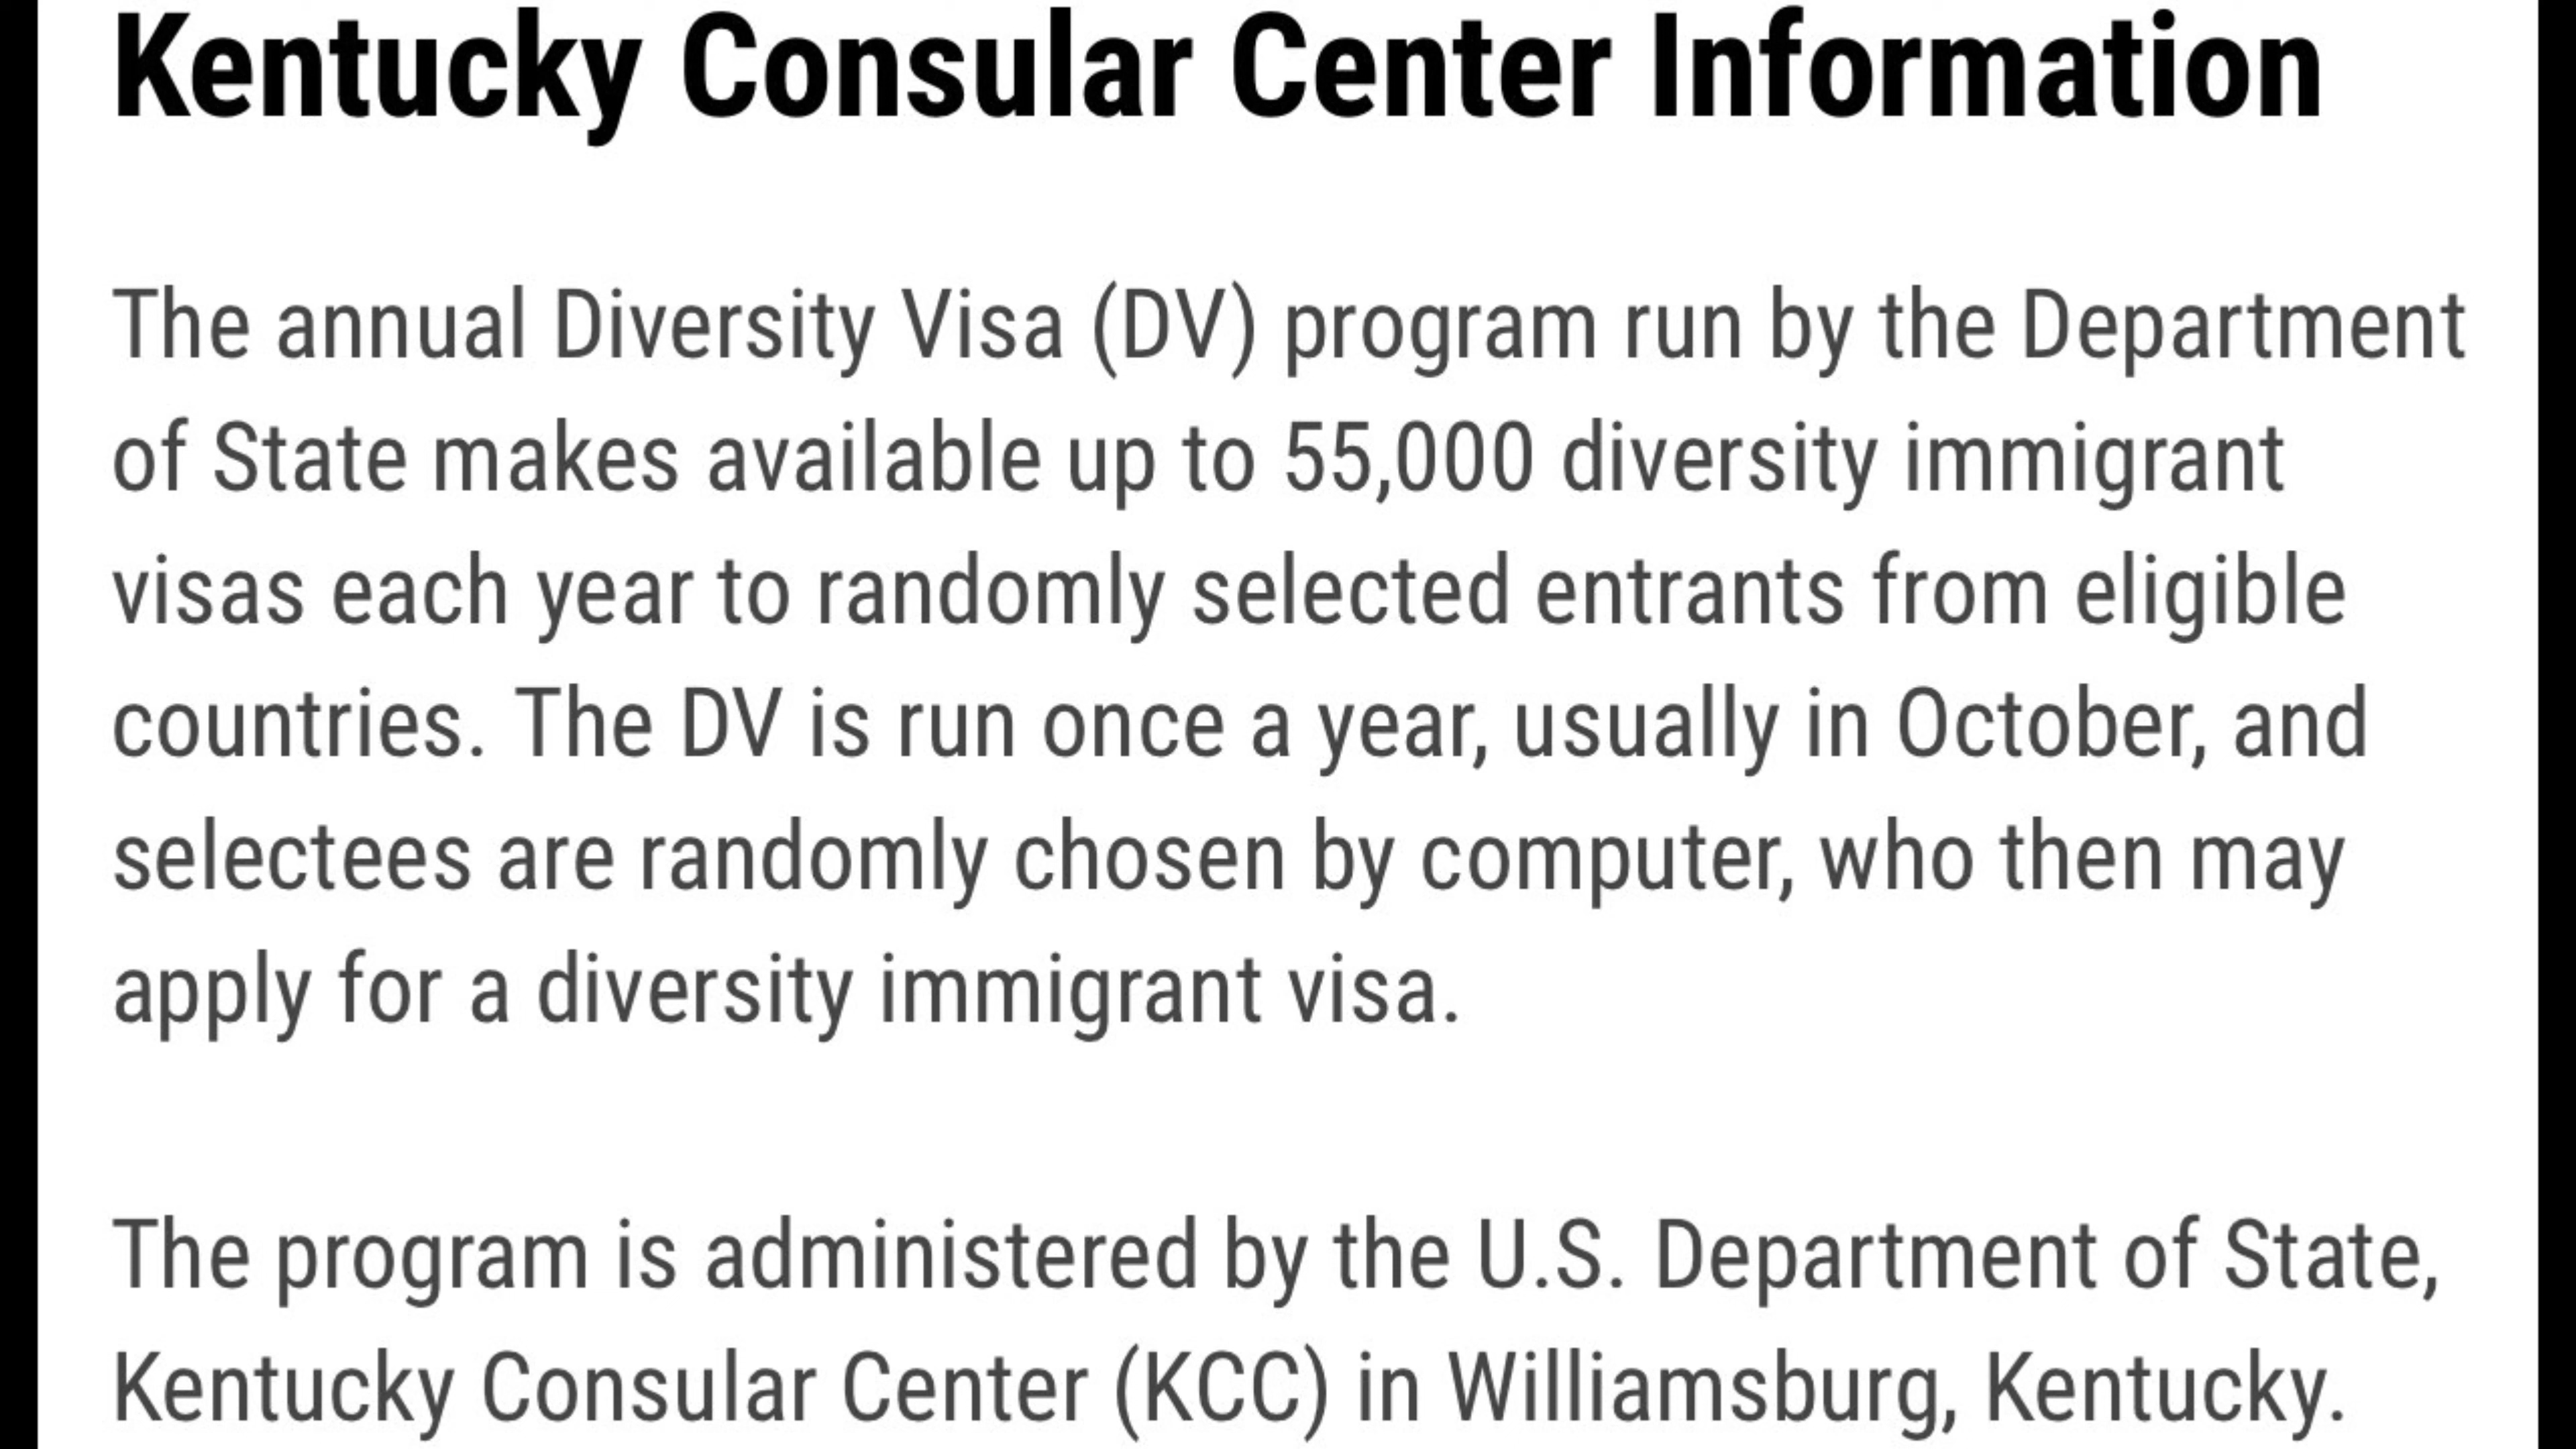 Kentucky Consular Center Information
The annual Diversity Visa (DV) program run by the Department
of State makes available up to 55,000 diversity immigrant
visas each year to randomly selected entrants from eligible
countries. The DV is run once a year, usually in October, and
selectees are randomly chosen by computer, who then may
apply for a diversity immigrant visa.
The program is administered by the U.S. Department of State,
Kentucky Consular Center (KCC) in Williamsburg, Kentucky.